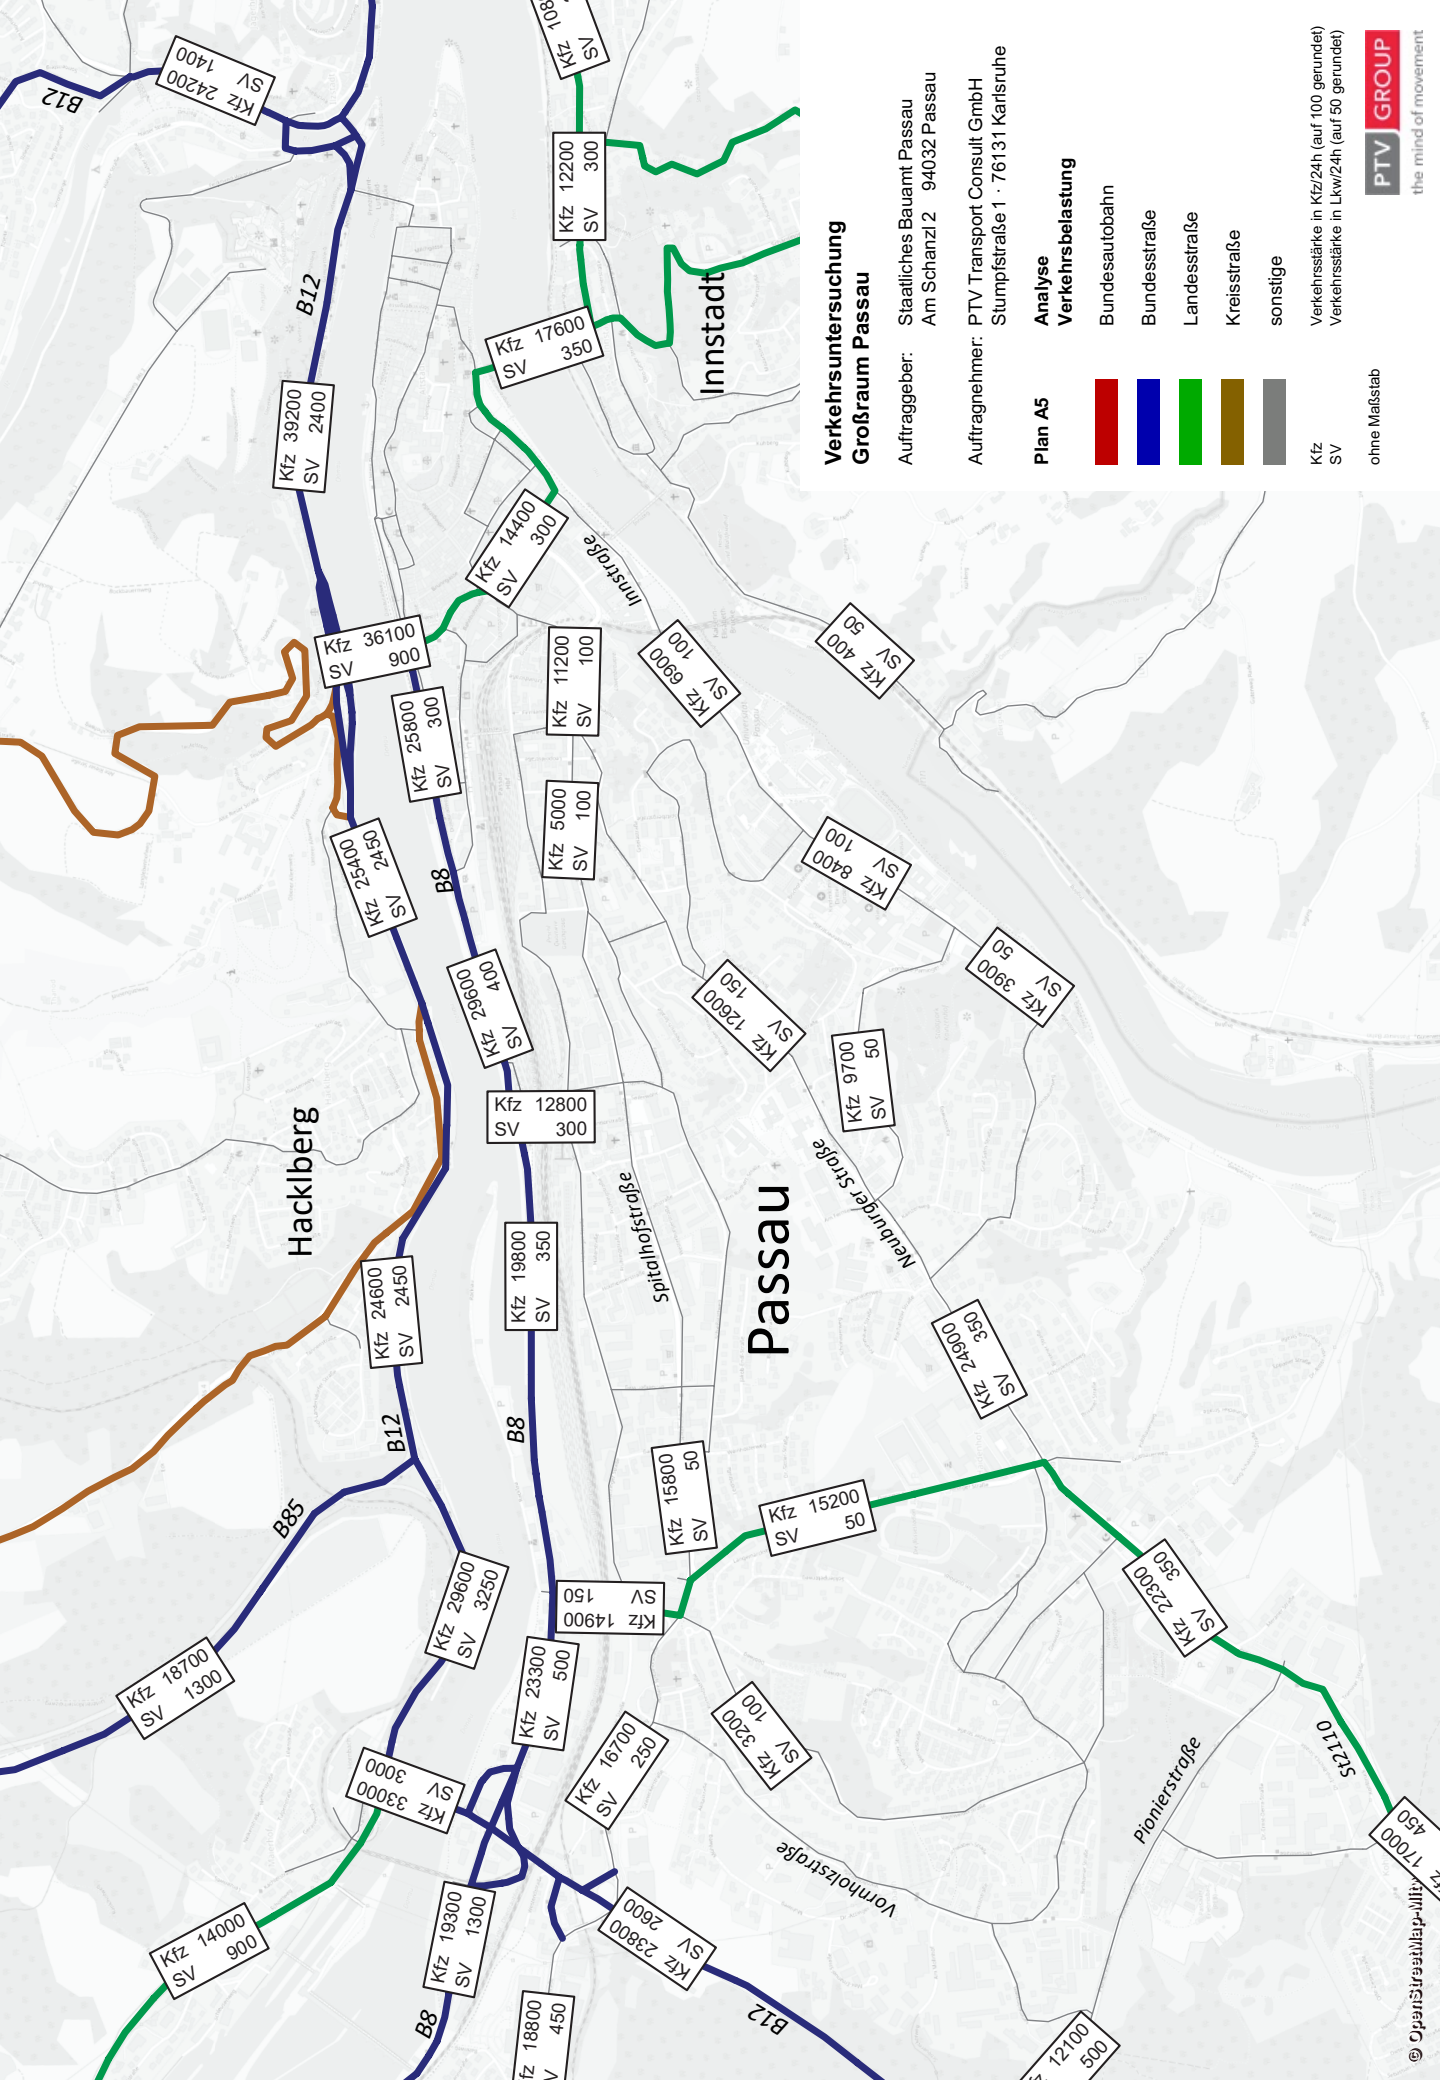 Verkehrsuntersuchung
Großraum Passau
Auftraggeber: Staatliches Bauamt Passau
Am Schanzl 2 94032 Passau
Auftragnehmer: PTV Transport Consult GmbH
Stumpfstraße 1 · 76131 Karlsruhe
Plan A5 Analyse
Verkehrsbelastung
Bundesautobahn
Bundesstraße
Landesstraße
Kreisstraße
sonstige
Kfz Verkehrsstärke in Kfz/24h (auf 100 gerundet)
SV Verkehrsstärke in Lkw/24h (auf 50 gerundet)
ohne Maßstab
PTV GROUP
the mind of movement
Kfz 14000
SV 900
Kfz 18700
SV 1300
B85
Hacklberg
B12
Kfz 24200
SV 1400
B12
Kfz 39200
SV 2400
Kfz 36100
SV 900
Kfz 25400
SV 2450
Kfz 24600
SV 2450
B12
Kfz 29600
SV 3250
Kfz 33000
SV 3000
B8
Kfz 19300
SV 1300
Kfz 23300
SV 500
B8
Kfz 19800
SV 350
Kfz 12800
SV 300
Kfz 29600
SV 400
B8
Kfz 25800
SV 300
Kfz 14400
SV 300
Kfz 17600
SV 350
Kfz 12200
SV 300
Kfz
SV
Innstadt
Innstraße
Kfz 11200
SV 100
Kfz 5000
SV 100
Kfz 6900
SV 100
Kfz 400
SV 50
Kfz 8400
SV 100
Kfz 3900
SV 50
Kfz 12600
SV 150
Kfz 9700
SV 50
Spitalhofstraße
Neuburger Straße
Passau
Kfz 24900
SV 350
Kfz 15800
SV 50
Kfz 15200
SV 50
Kfz 14900
SV 150
Kfz 16700
SV 250
Kfz 3200
SV 100
Kfz 22300
SV 350
Vornholzstraße
Pionierstraße
St2110
17000
450
Kfz 23800
SV 2600
B12
18800
450
12100
500